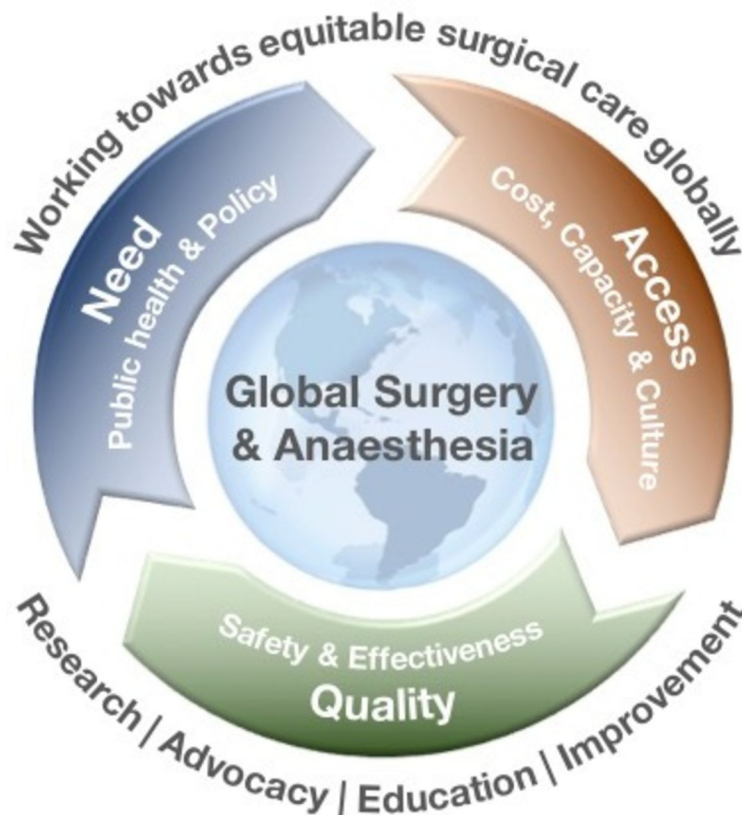 Working towards equitable surgical care globally
Need
Public health & Policy
Access
Cost, Capacity & Culture
Global Surgery
& Anaesthesia
Safety & Effectiveness
Quality
Research | Advocacy | Education | Improvement